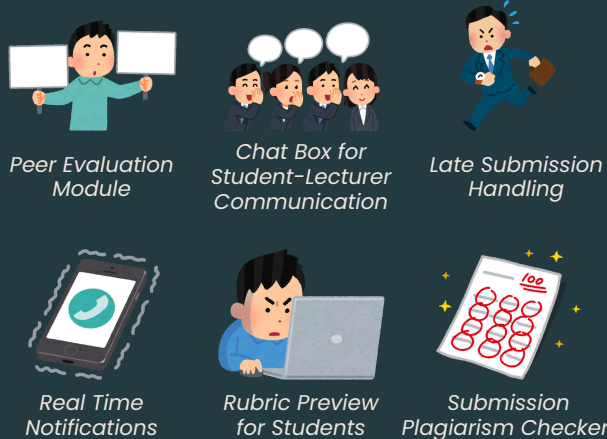 Peer Evaluation
Module
Chat Box for
Student-Lecturer
Communication
Late Submission
Handling
100
Real Time
Notifications
Rubric Preview
for Students
Submission
Plagiarism Checker